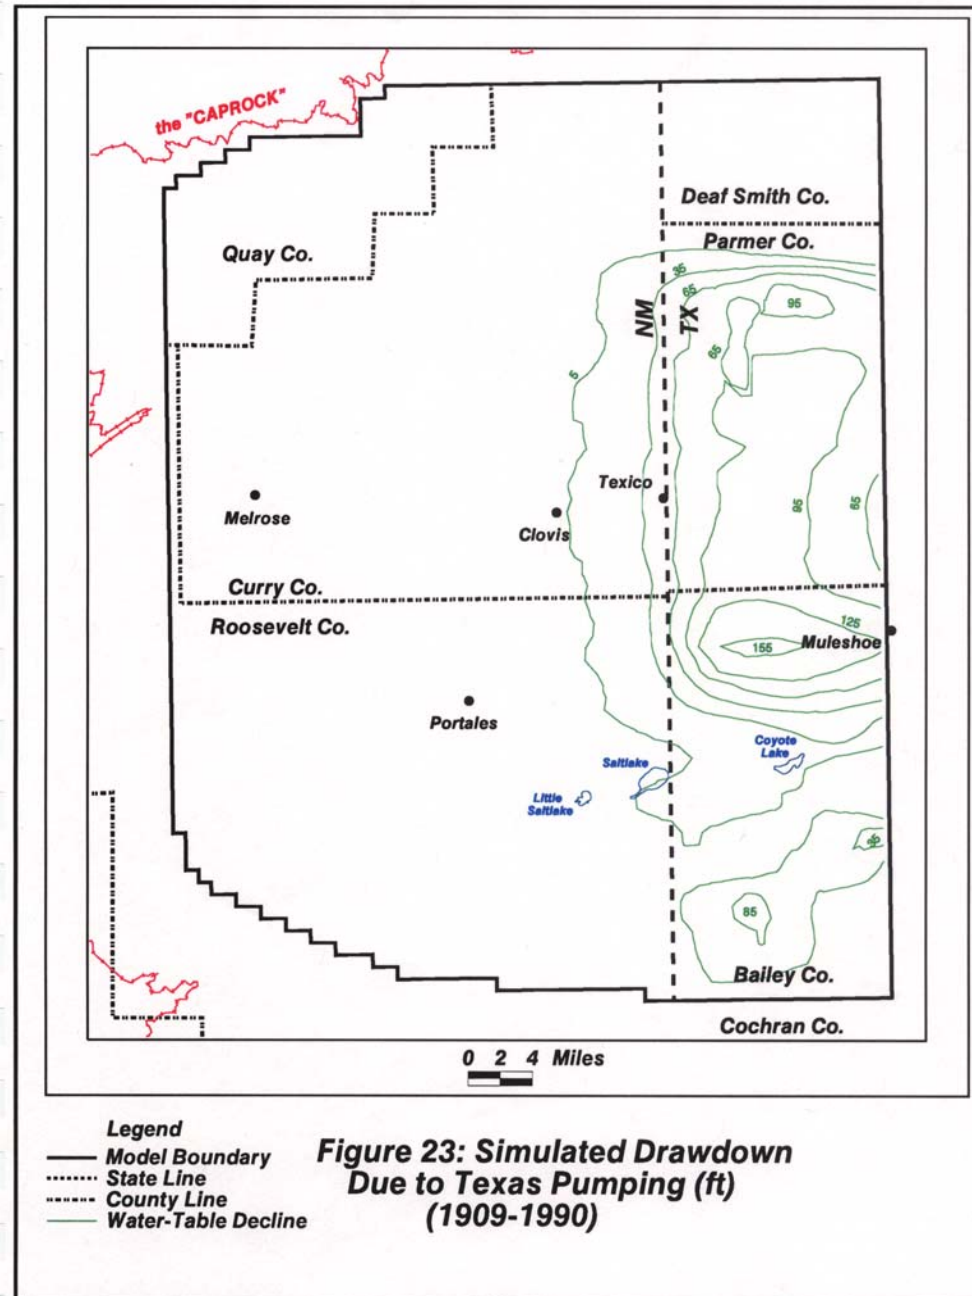 the "CAPROCK"
Deaf Smith Co.
Parmer Co.
Quay Co.
35
65
95
NM
TX
65
5
Texico
95
65
Melrose
Clovis
Curry Co.
Roosevelt Co.
125
Muleshoe
155
Portales
Coyote
Lake
Saltlake
Little
Saltlake
35
85
Bailey Co.
Cochran Co.
0 2 4 Miles
Legend
Model Boundary
State Line
County Line
Water-Table Decline
Figure 23: Simulated Drawdown
Due to Texas Pumping (ft)
(1909-1990)